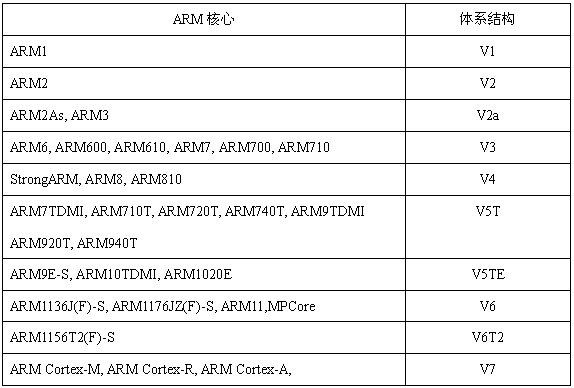 ARM 核心 体系结构
ARM1 V1
ARM2 V2
ARM2As, ARM3 V2a
ARM6, ARM600, ARM610, ARM7, ARM700, ARM710 V3
StrongARM, ARM8, ARM810 V4
ARM7TDMI, ARM710T, ARM720T, ARM740T, ARM9TDMI V5T
ARM920T, ARM940T
ARM9E-S, ARM10TDMI, ARM1020E V5TE
ARM1136J(F)-S, ARM1176JZ(F)-S, ARM11,MPCore V6
ARM1156T2(F)-S V6T2
ARM Cortex-M, ARM Cortex-R, ARM Cortex-A, V7